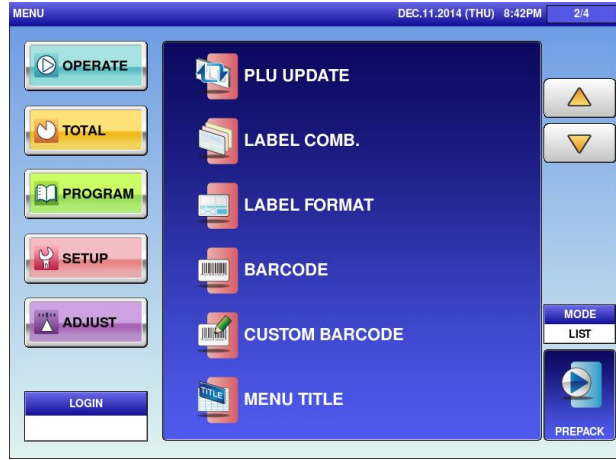 MENU DEC.11.2014 (THU) 8:42PM 2/4
OPERATE
TOTAL
PROGRAM
SETUP
ADJUST
LOGIN
PLU UPDATE
LABEL COMB.
LABEL FORMAT
BARCODE
CUSTOM BARCODE
TITLE
MENU TITLE
MODE
LIST
PREPACK